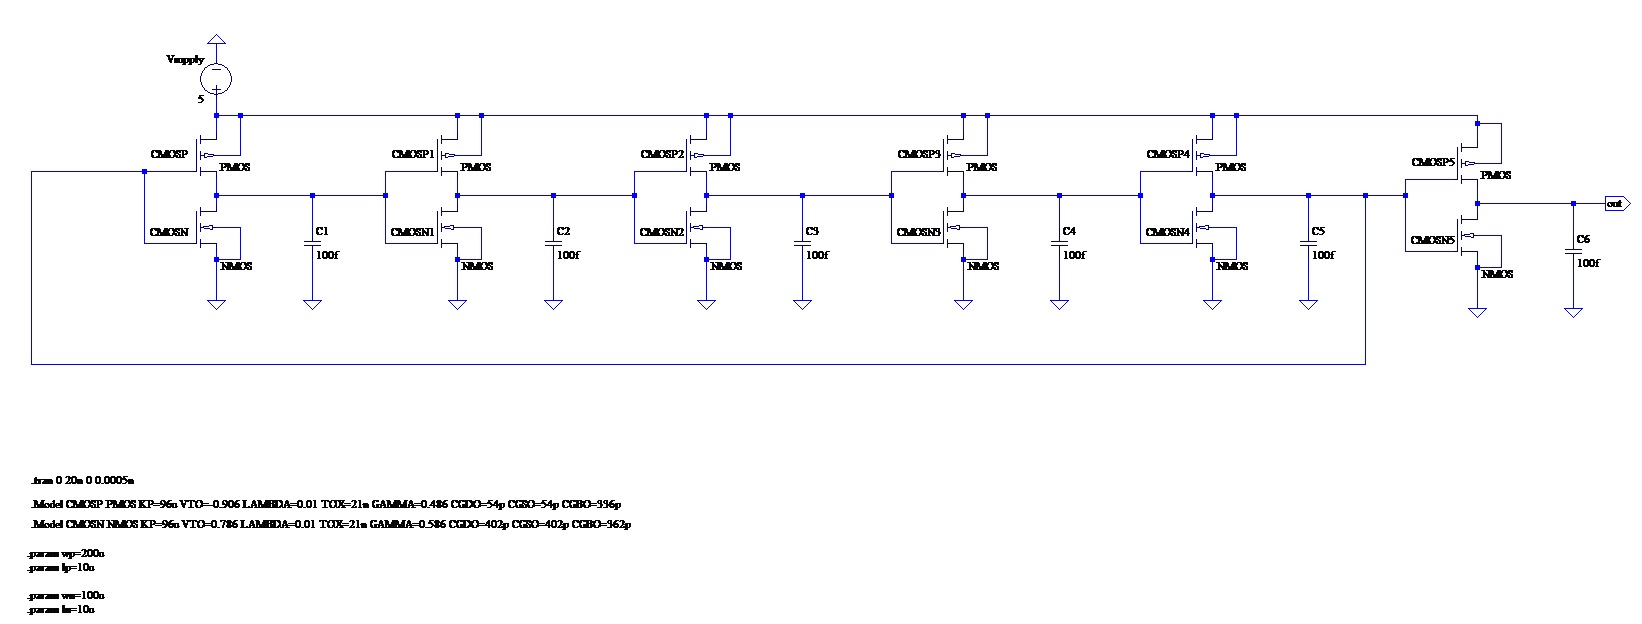 Vsupply
5
CMOSP
PMOS
CMOSN
NMOS
C1
100f
CMOSP1
PMOS
CMOSN1
NMOS
C2
100f
CMOSP2
PMOS
CMOSN2
NMOS
C3
100f
CMOSP3
PMOS
CMOSN3
NMOS
C4
100f
CMOSP4
PMOS
CMOSN4
NMOS
C5
100f
CMOSP5
PMOS
CMOSN5
NMOS
out
C6
100f
.tran 0 20n 0 0.0005n
.Model CMOSP PMOS KP=96u VTO=-0.906 LAMBDA=0.01 TOX=21n GAMMA=0.486 CGDO=54p CGSO=54p CGBO=336p
.Model CMOSN NMOS KP=96u VTO=0.786 LAMBDA=0.01 TOX=21n GAMMA=0.586 CGDO=402p CGSO=402p CGBO=362p
.param wp=200n
.param lp=10n
.param wn=100n
.param ln=10n